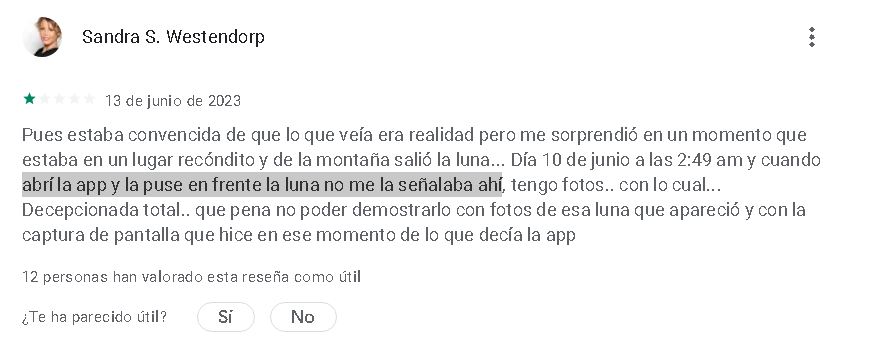 Sandra S. Westendorp
13 de junio de 2023
Pues estaba convencida de que lo que veía era realidad pero me sorprendió en un momento que
estaba en un lugar recóndito y de la montaña salió la luna... Día 10 de junio a las 2:49 am y cuando
abrí la app y la puse en frente la luna no me la señalaba ahí, tengo fotos.. con lo cual...
Decepcionada total.. que pena no poder demostrarlo con fotos de esa luna que apareció y con la
captura de pantalla que hice en ese momento de lo que decía la app
12 personas han valorado esta reseña como útil
¿Te ha parecido útil? Sí No